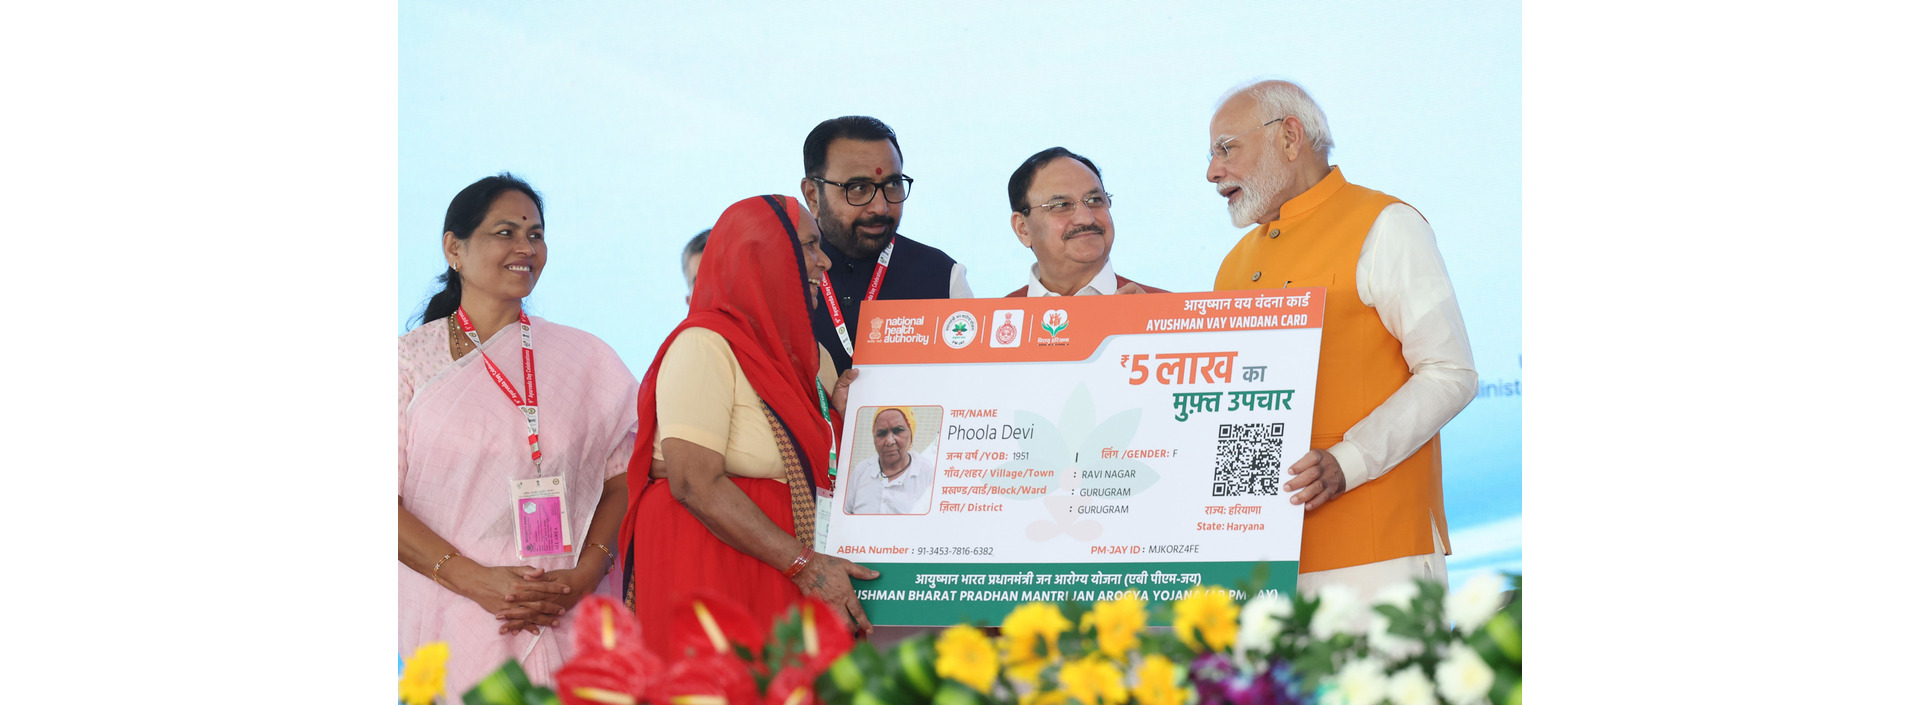 national
health
authority
आयुष्मान वय वंदना कार्ड
AYUSHMAN VAY VANDANA CARD
₹5 लाख का
मुफ़्त उपचार
नाम/NAME
Phoola Devi
जन्म वर्ष /YOB: 1951 | लिंग /GENDER: F
गाँव/शहर/ Village/Town : RAVI NAGAR
प्रखण्ड/वार्ड/Block/Ward : GURUGRAM
ज़िला/ District : GURUGRAM
राज्य: हरियाणा
State: Haryana
ABHA Number : 91-3453-7816-6382 PM-JAY ID : MJKORZ4FE
आयुष्मान भारत प्रधानमंत्री जन आरोग्य योजना (एबी पीएम-जय)
USHMAN BHARAT PRADHAN MANTRI JAN AROGYA YOJANA